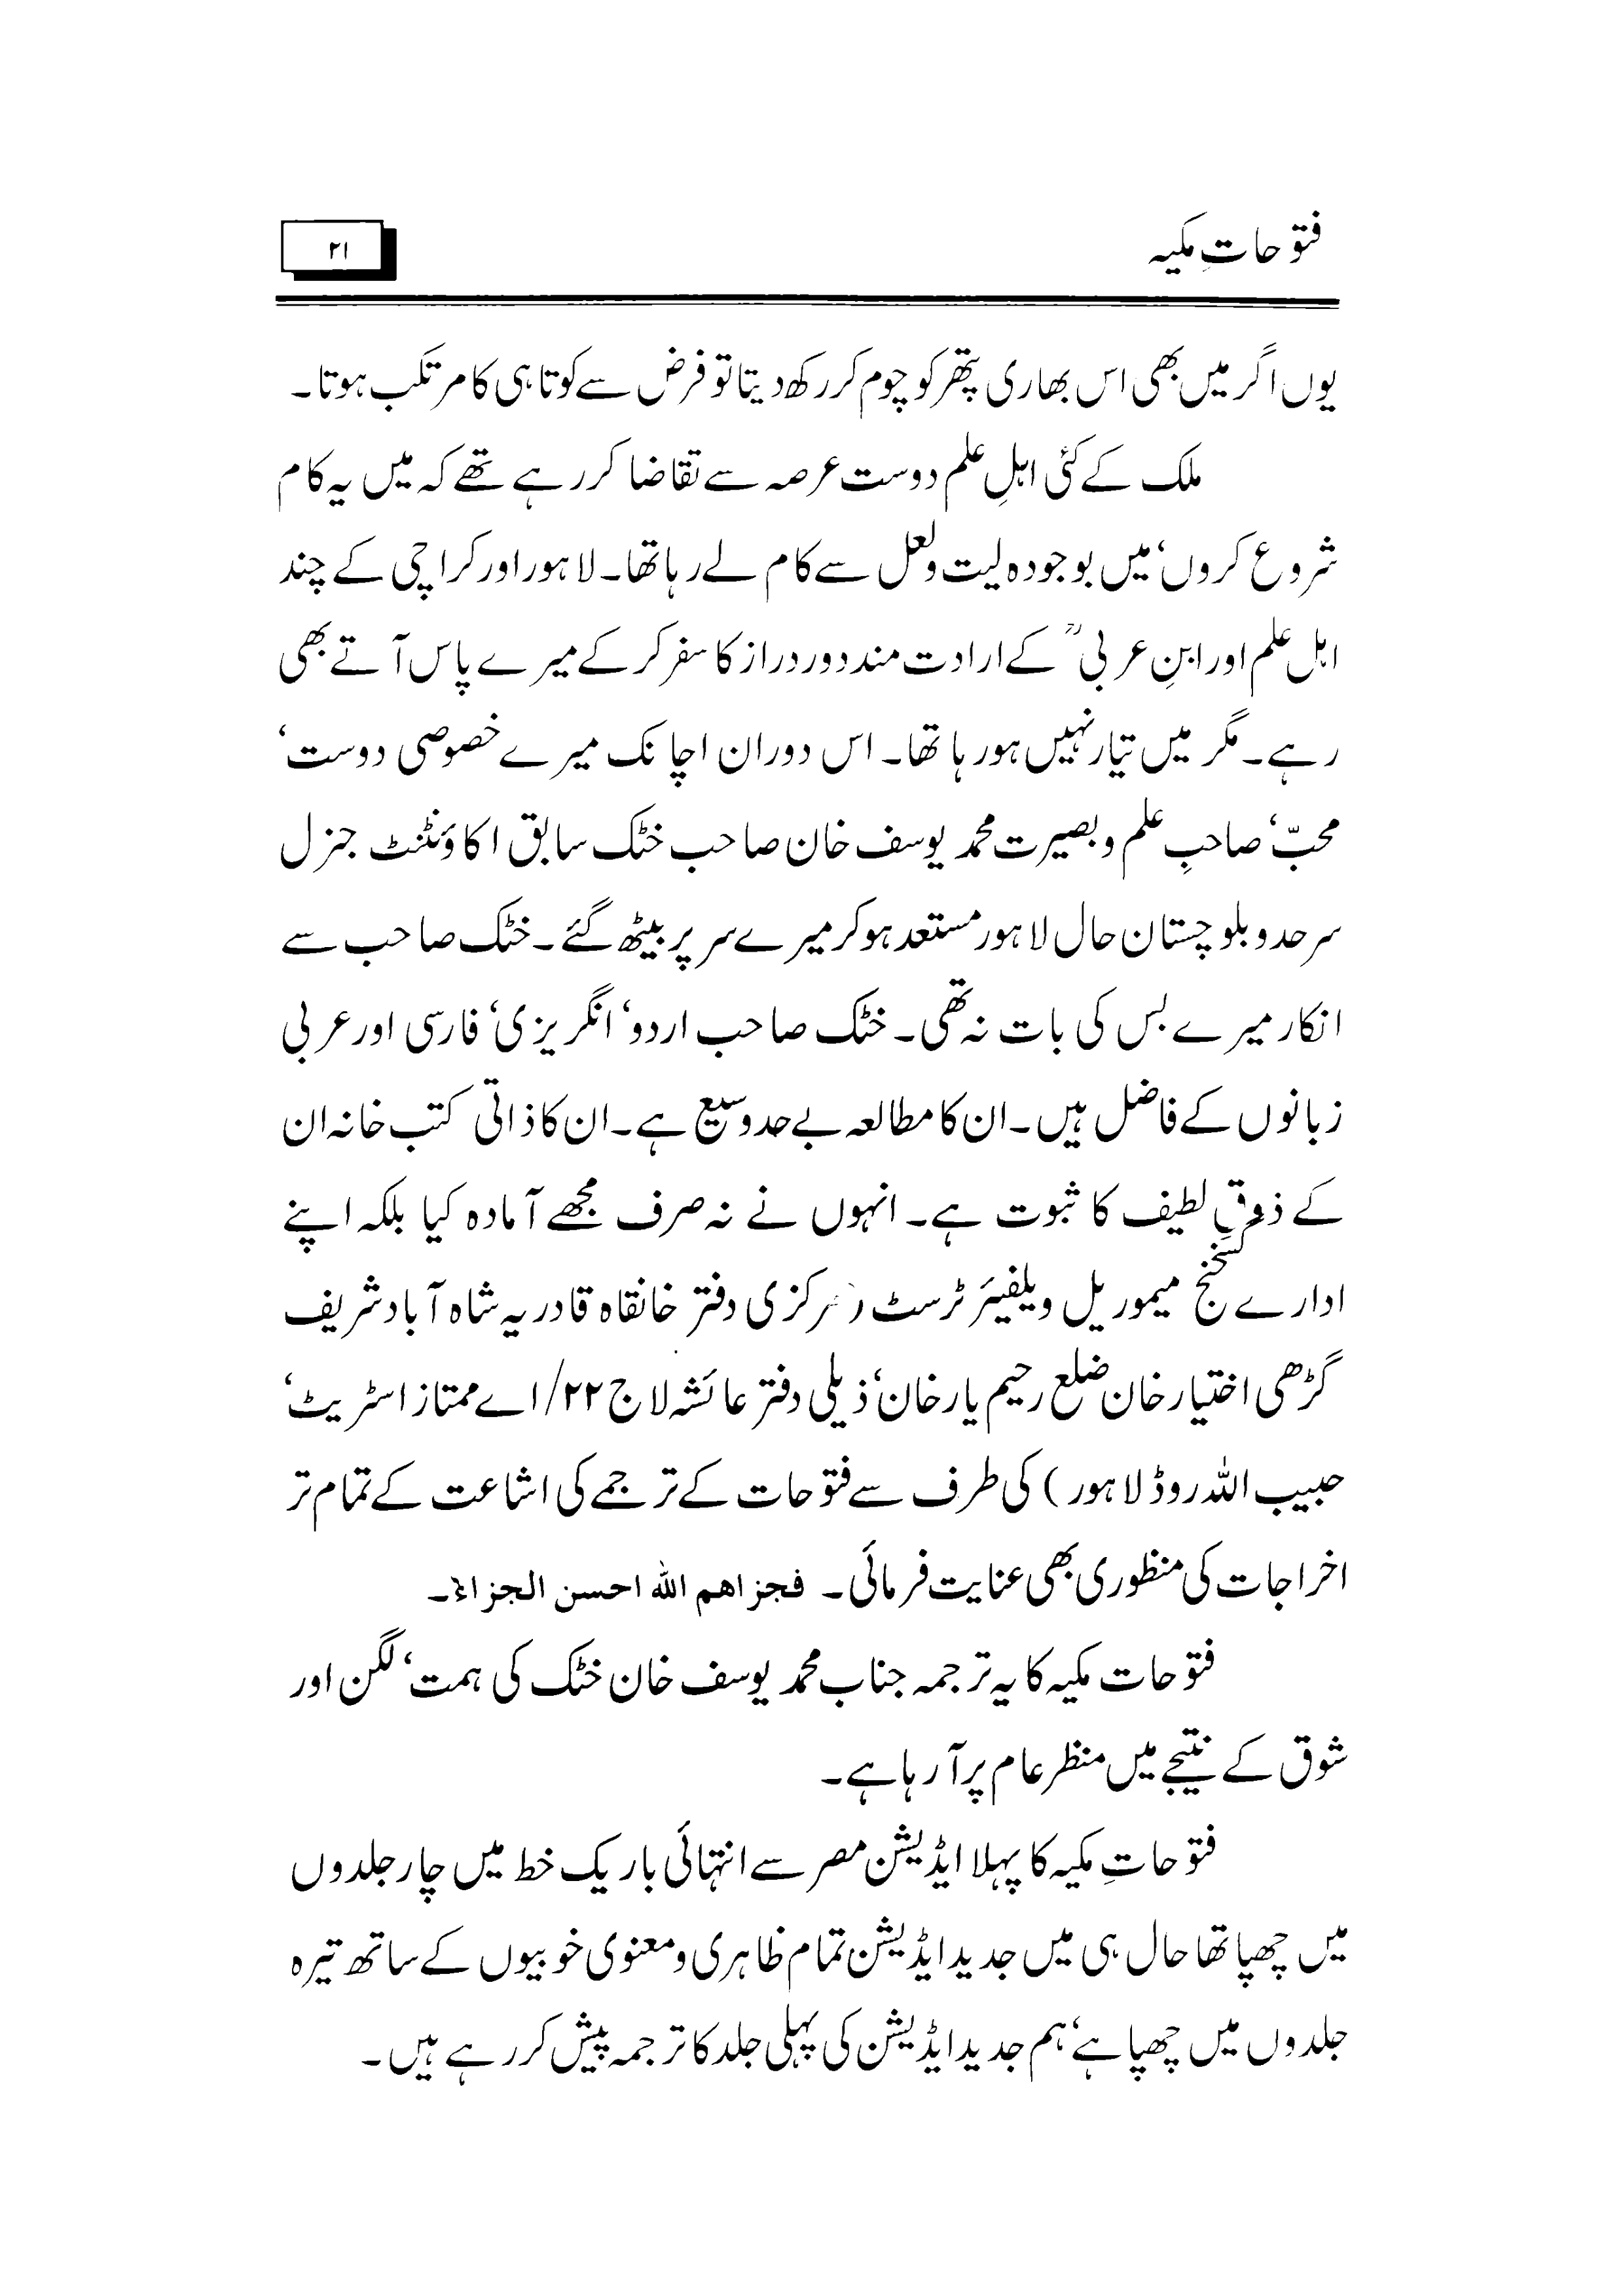 فتوحاتِ مکیہ
۲۱
یوں اگر میں بھی اس بھاری پتھر کو چوم کر رکھ دیتا تو فرض سے کوتاہی کا مرتکب ہوتا۔
ملک کے کئی اہلِ علم دوست عرصہ سے تقاضا کر رہے تھے کہ میں یہ کام
شروع کروں‘ میں بوجوہ لیت و لعل سے کام لے رہا تھا۔ لاہور اور کراچی کے چند
اہل علم اور ابنِ عربیؒ کے ارادت مند دور دراز کا سفر کر کے میرے پاس آتے بھی
رہے۔ مگر میں تیار نہیں ہو رہا تھا۔ اس دوران اچانک میرے خصوصی دوست‘
محبّ‘ صاحبِ علم و بصیرت محمد یوسف خان صاحب خٹک سابق اکاؤنٹنٹ جنرل
سرحد و بلوچستان حال لاہور مستعد ہو کر میرے سر پر بیٹھ گئے۔ خٹک صاحب سے
انکار میرے بس کی بات نہ تھی۔ خٹک صاحب اردو‘ انگریزی‘ فارسی اور عربی
زبانوں کے فاضل ہیں۔ ان کا مطالعہ بے حد وسیع ہے۔ ان کا ذاتی کتب خانہ ان
کے ذوقِ لطیف کا ثبوت ہے۔ انہوں نے نہ صرف مجھے آمادہ کیا بلکہ اپنے
ادارے میموریل ویلفیئر ٹرسٹ مرکزی دفتر خانقاہ قادریہ شاہ آباد شریف
گڑھی اختیار خان ضلع رحیم یار خان‘ ذیلی دفتر عائشہ لاج ۲۲/اے ممتاز اسٹریٹ‘
حبیب اللہ روڈ لاہور) کی طرف سے فتوحات کے ترجمے کی اشاعت کے تمام تر
اخراجات کی منظوری بھی عنایت فرمائی۔ فجزاهم الله احسن الجزاء۔
فتوحات مکیہ کا یہ ترجمہ جناب محمد یوسف خان خٹک کی ہمت‘ لگن اور
شوق کے نتیجے میں منظر عام پر آ رہا ہے۔
فتوحاتِ مکیہ کا پہلا ایڈیشن مصر سے انتہائی باریک خط میں چار جلدوں
میں چھپا تھا حال ہی میں جدید ایڈیشن تمام ظاہری و معنوی خوبیوں کے ساتھ تیرہ
جلدوں میں چھپا ہے‘ ہم جدید ایڈیشن کی پہلی جلد کا ترجمہ پیش کر رہے ہیں۔